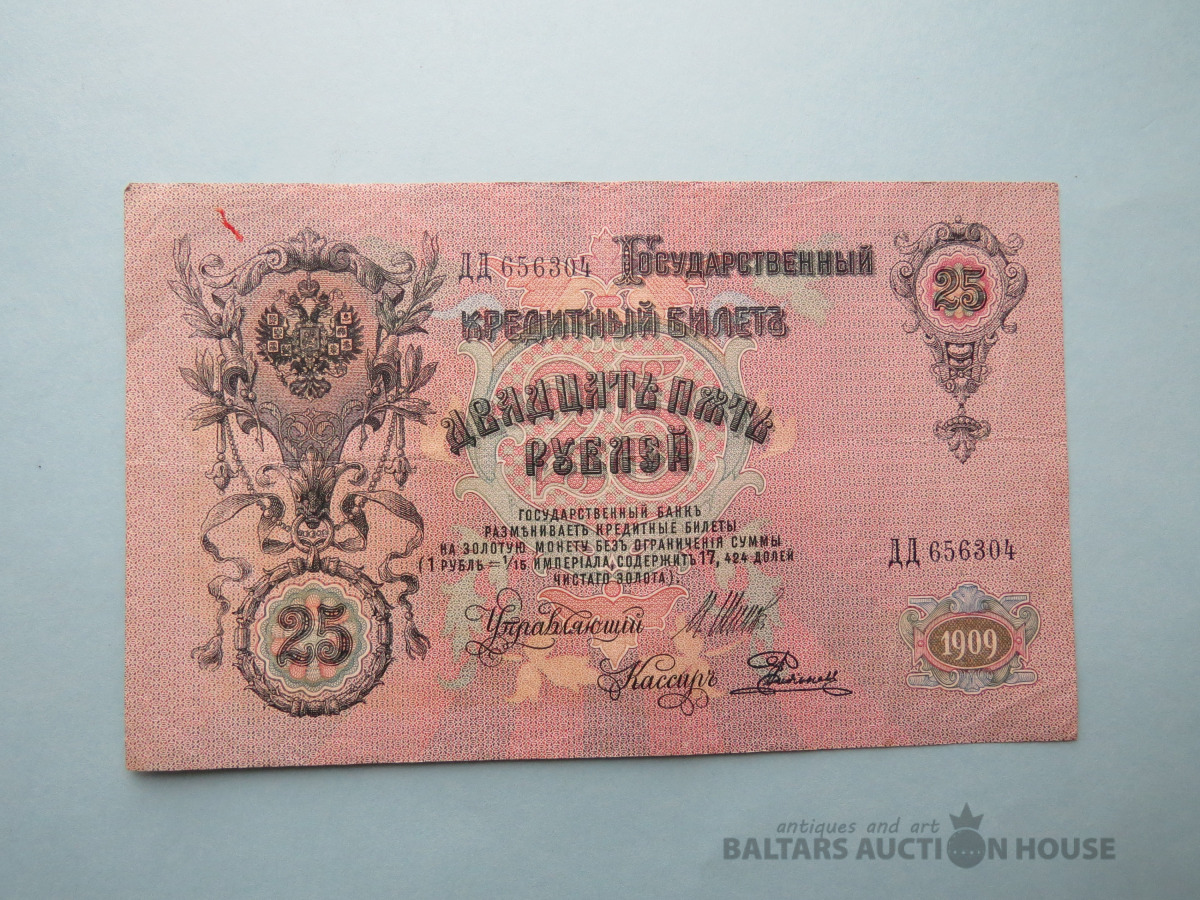 ДД 656304 Государственный
25
Кредитный Билетъ
25
Двадцать Пять
Рублей
Государственный Банкъ
размѣниваетъ кредитные билеты
на золотую монету безъ ограниченія суммы
(1 рубль = 1/15 имперіала, содержитъ 17,424 долей
чистаго золота).
ДД 656304
25
Управляющій
1909
Кассиръ
antiques and art
BALTARS AUCTION HOUSE